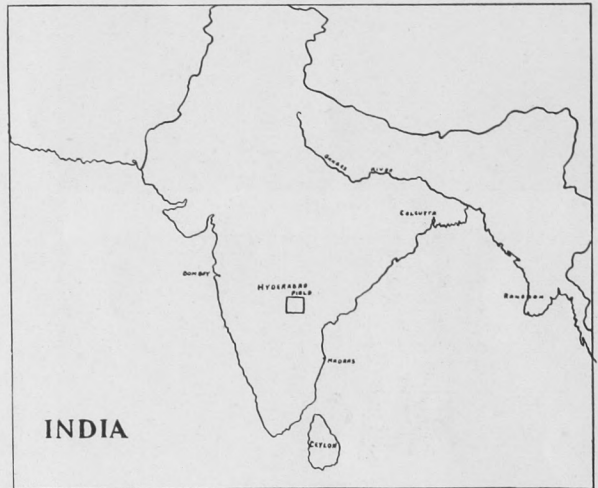 GANGES RIVER
CALCUTTA
BOMBAY
HYDERABAD
FIELD
RANGOON
MADRAS
INDIA
CEYLON